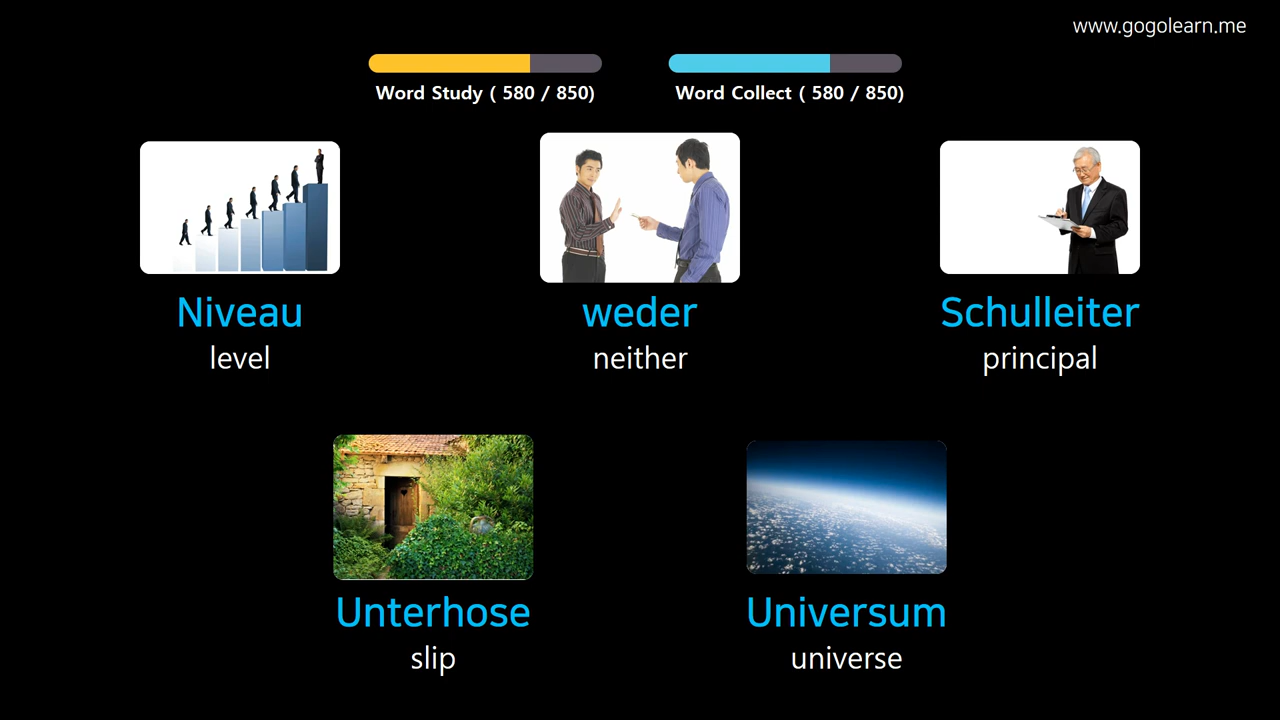 www.gogolearn.me
Word Study ( 580 / 850)
Word Collect ( 580 / 850)
Niveau
level
weder
neither
Schulleiter
principal
Unterhose
slip
Universum
universe